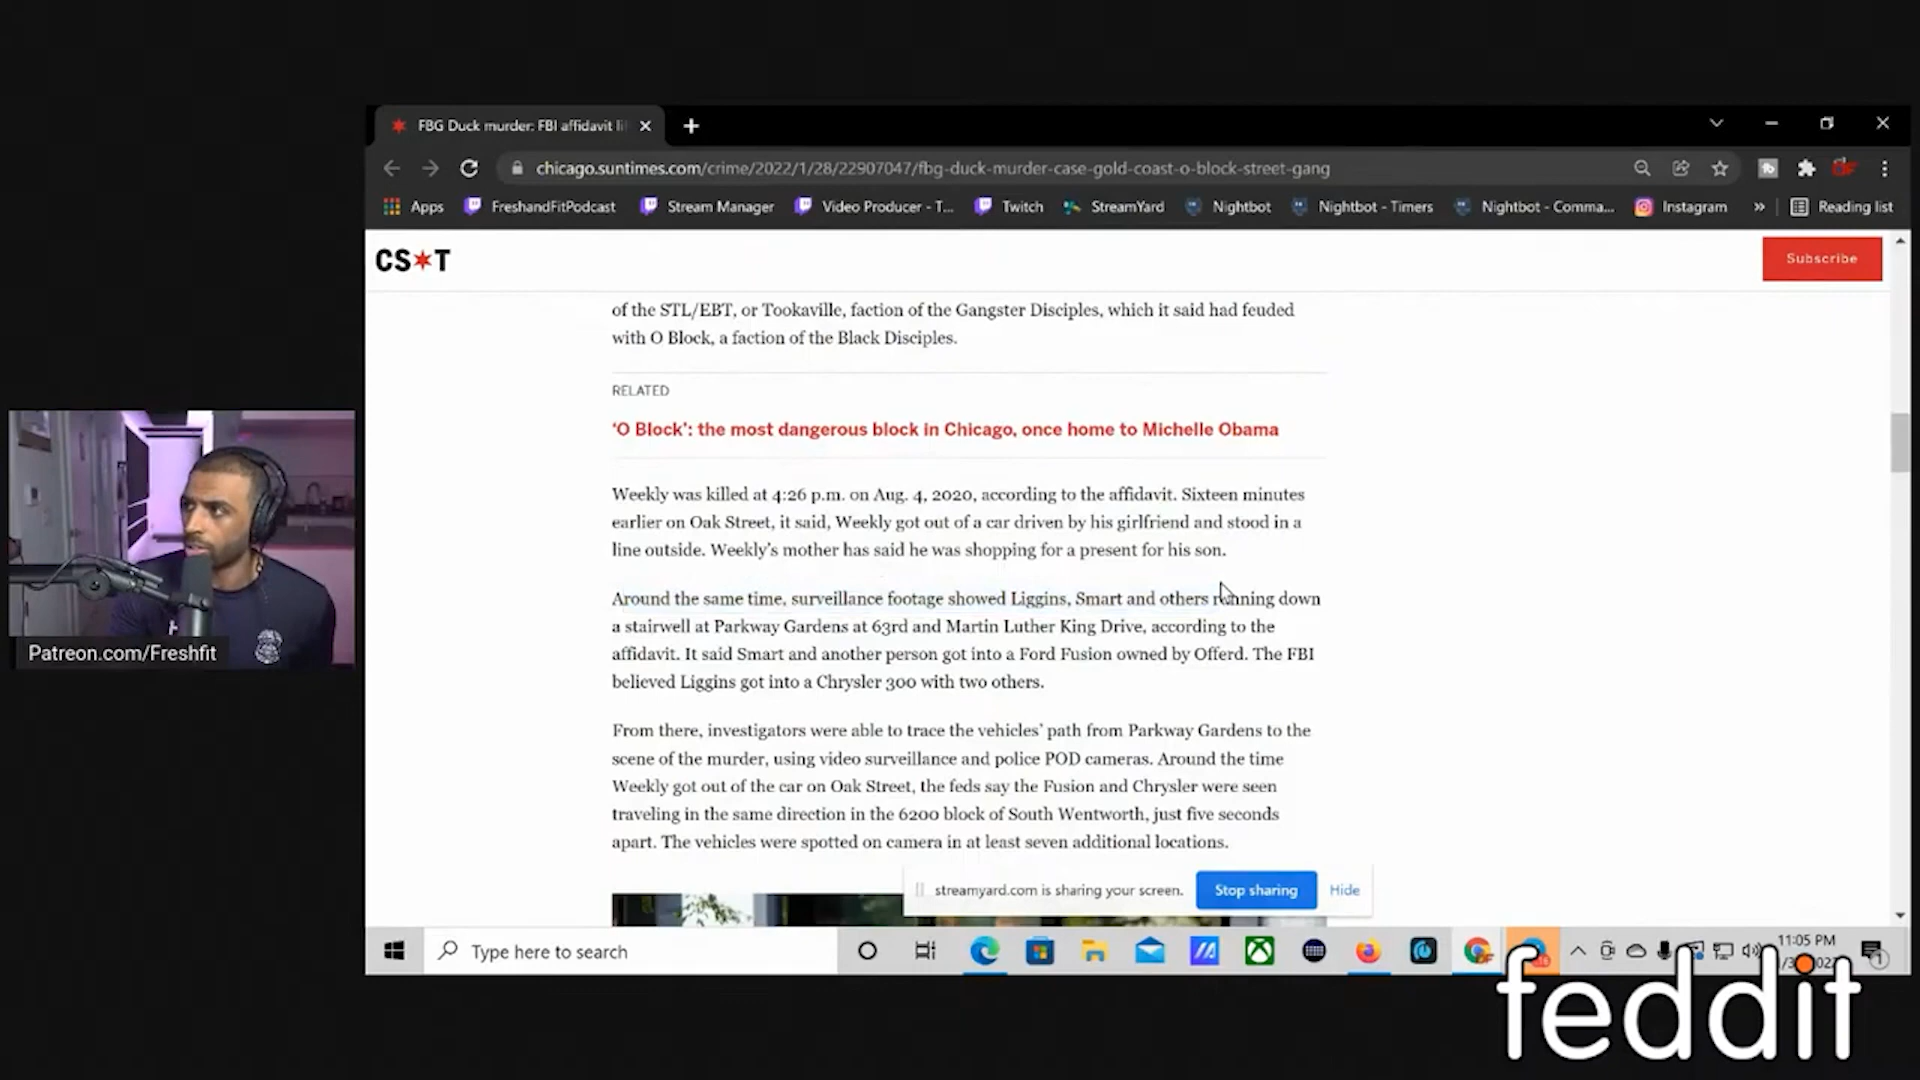 FBG Duck murder: FBI affidavit li
chicago.suntimes.com/crime/2022/1/28/22907047/fbg-duck-murder-case-gold-coast-o-block-street-gang
Apps FreshandFitPodcast Stream Manager Video Producer - T... Twitch StreamYard Nightbot Nightbot - Timers Nightbot - Comma... Instagram » Reading list
CS T
Subscribe
of the STL/EBT, or Tookaville, faction of the Gangster Disciples, which it said had feuded
with O Block, a faction of the Black Disciples.
RELATED
‘O Block’: the most dangerous block in Chicago, once home to Michelle Obama
Weekly was killed at 4:26 p.m. on Aug. 4, 2020, according to the affidavit. Sixteen minutes
earlier on Oak Street, it said, Weekly got out of a car driven by his girlfriend and stood in a
line outside. Weekly’s mother has said he was shopping for a present for his son.
Around the same time, surveillance footage showed Liggins, Smart and others running down
a stairwell at Parkway Gardens at 63rd and Martin Luther King Drive, according to the
affidavit. It said Smart and another person got into a Ford Fusion owned by Offerd. The FBI
believed Liggins got into a Chrysler 300 with two others.
From there, investigators were able to trace the vehicles’ path from Parkway Gardens to the
scene of the murder, using video surveillance and police POD cameras. Around the time
Weekly got out of the car on Oak Street, the feds say the Fusion and Chrysler were seen
traveling in the same direction in the 6200 block of South Wentworth, just five seconds
apart. The vehicles were spotted on camera in at least seven additional locations.
streamyard.com is sharing your screen. Stop sharing Hide
Patreon.com/Freshfit
Type here to search
11:05 PM
feddit